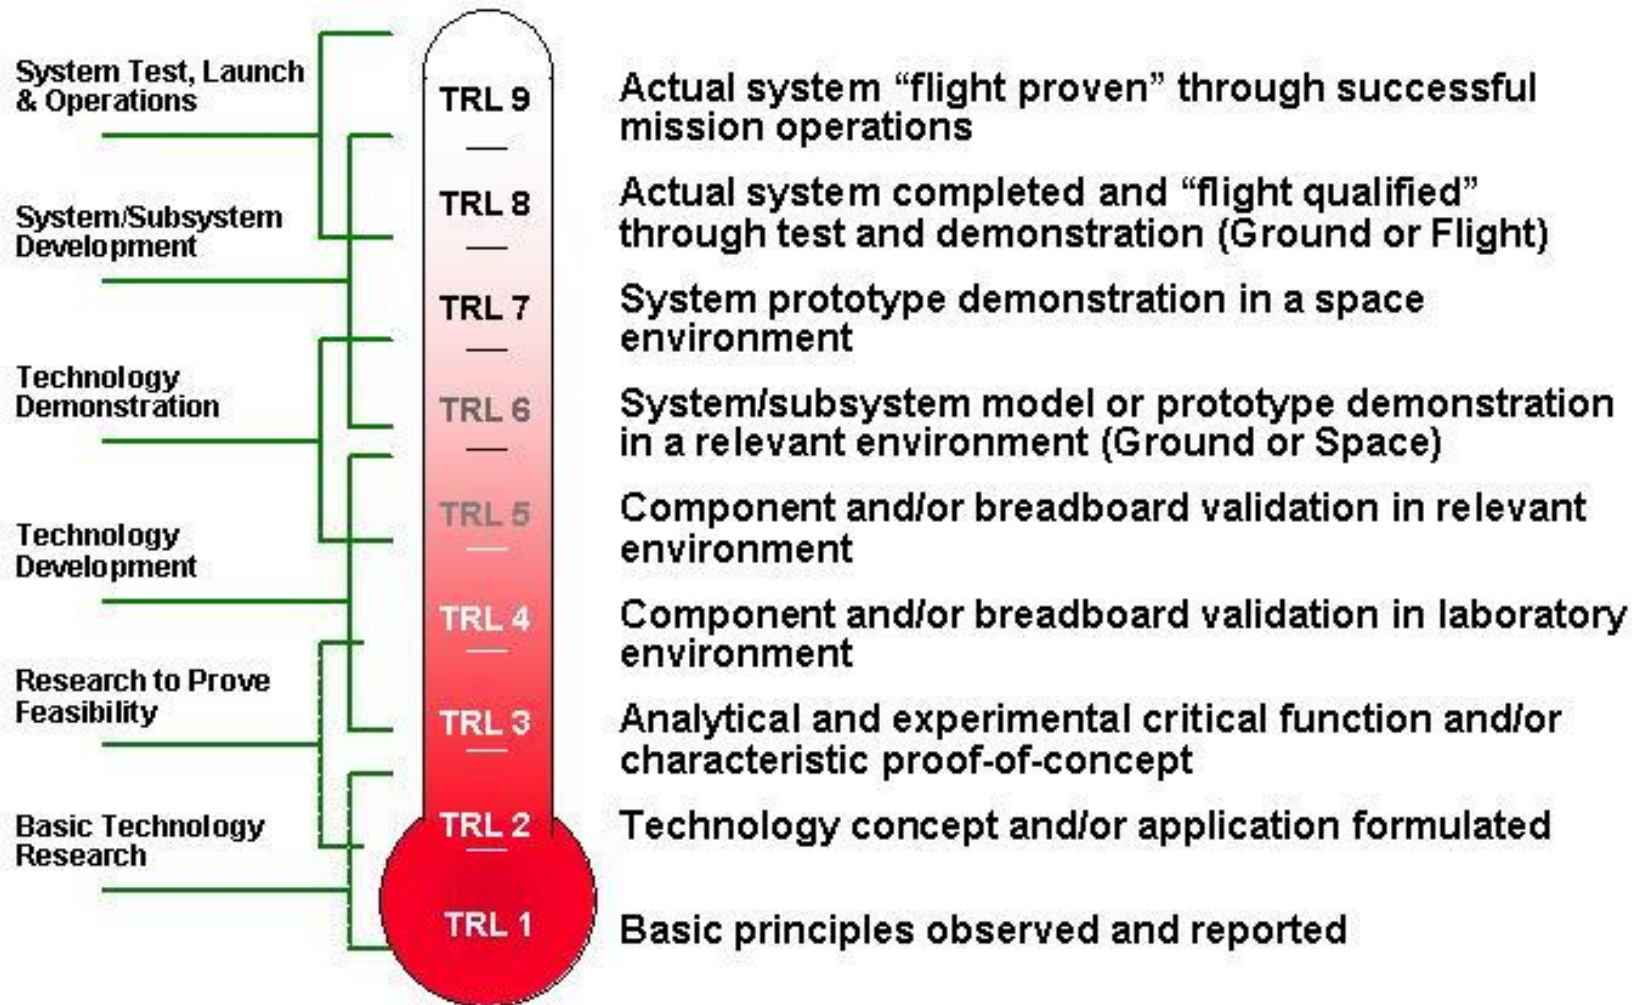 System Test, Launch
& Operations
System/Subsystem
Development
Technology
Demonstration
Technology
Development
Research to Prove
Feasibility
Basic Technology
Research
TRL 9
TRL 8
TRL 7
TRL 6
TRL 5
TRL 4
TRL 3
TRL 2
TRL 1
Actual system “flight proven” through successful
mission operations
Actual system completed and “flight qualified”
through test and demonstration (Ground or Flight)
System prototype demonstration in a space
environment
System/subsystem model or prototype demonstration
in a relevant environment (Ground or Space)
Component and/or breadboard validation in relevant
environment
Component and/or breadboard validation in laboratory
environment
Analytical and experimental critical function and/or
characteristic proof-of-concept
Technology concept and/or application formulated
Basic principles observed and reported